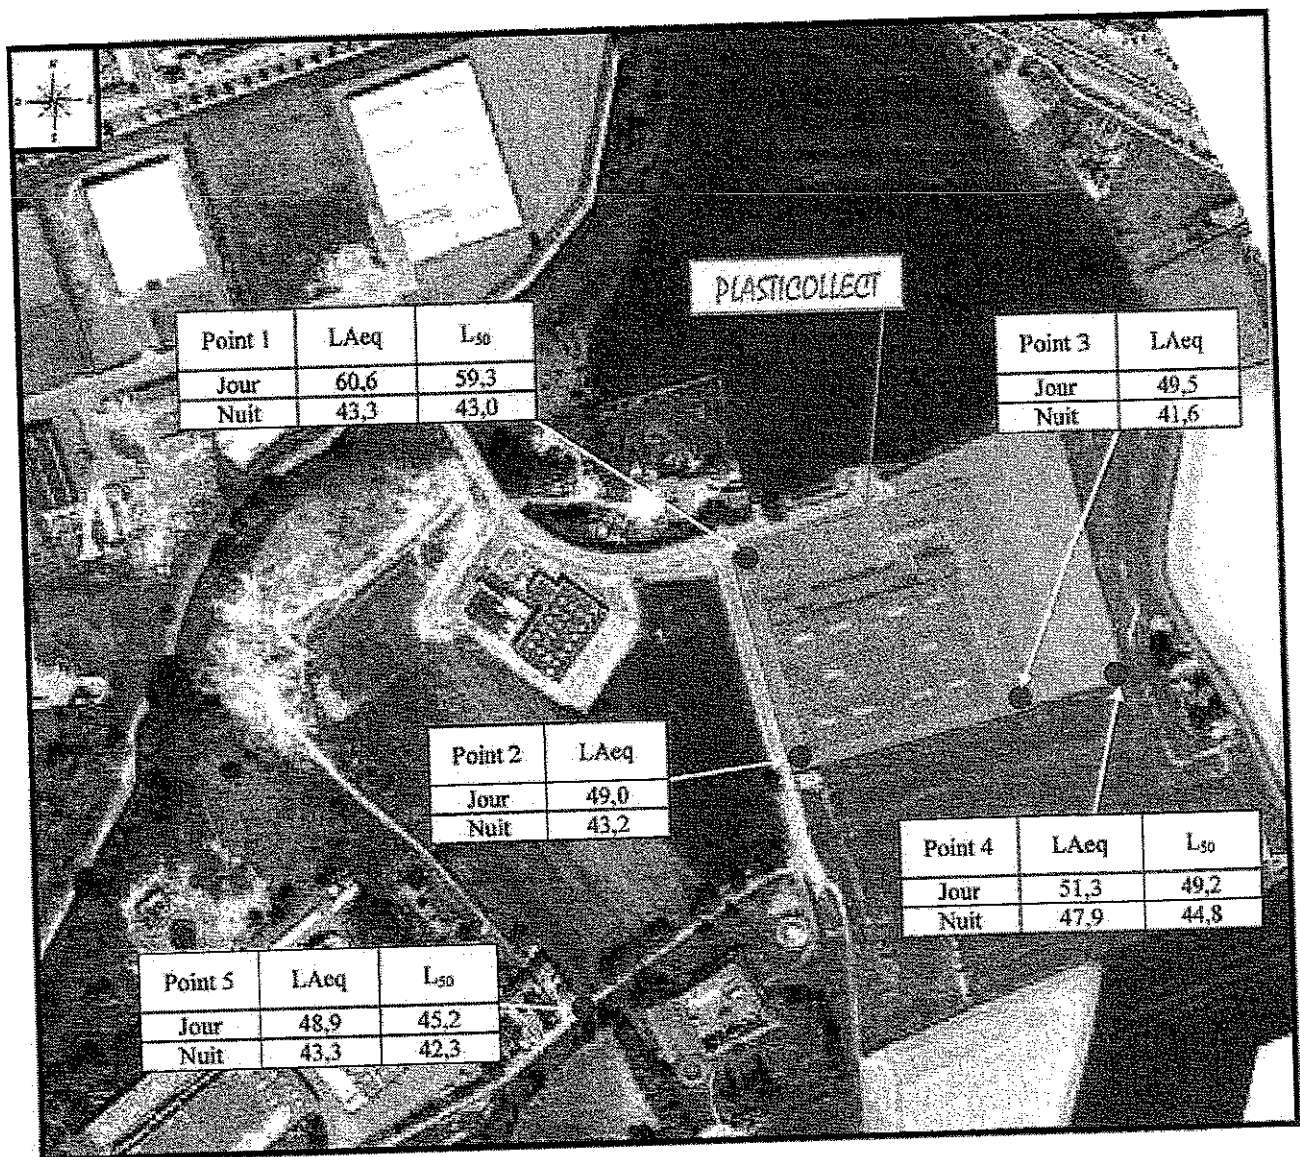 PLASTICOLLECT
Point 1 LAeq L50
Jour 60,6 59,3
Nuit 43,3 43,0
Point 3 LAeq
Jour 49,5
Nuit 41,6
Point 2 LAeq
Jour 49,0
Nuit 43,2
Point 4 LAeq L50
Jour 51,3 49,2
Nuit 47,9 44,8
Point 5 LAeq L50
Jour 48,9 45,2
Nuit 43,3 42,3